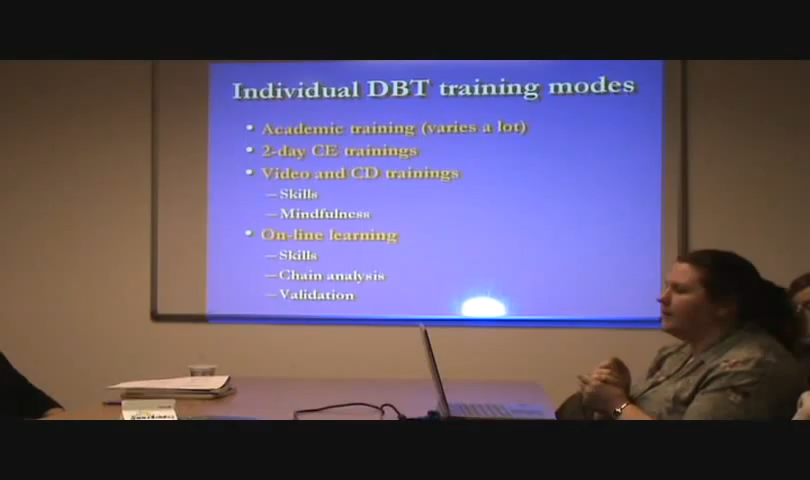 Individual DBT training modes
• Academic training (varies a lot)
• 2-day CE trainings
• Video and CD trainings
– Skills
– Mindfulness
• On-line learning
– Skills
– Chain analysis
– Validation